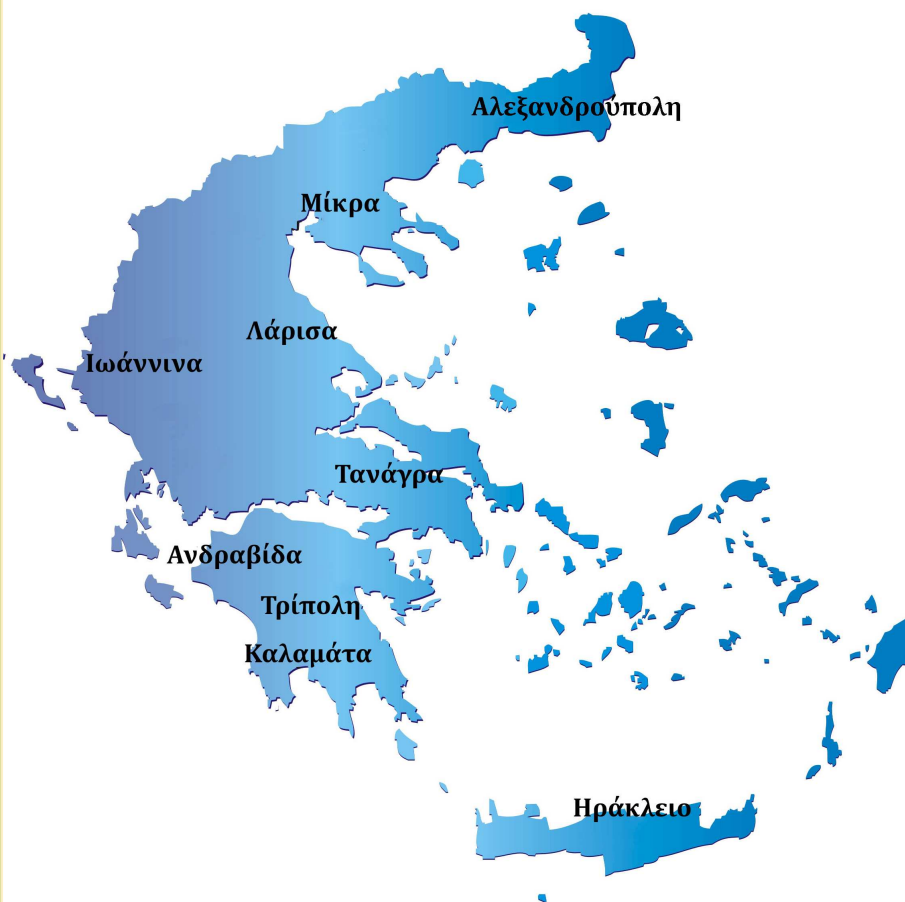 Αλεξανδρούπολη
Μίκρα
Λάρισα
Ιωάννινα
Τανάγρα
Ανδραβίδα
Τρίπολη
Καλαμάτα
Ηράκλειο